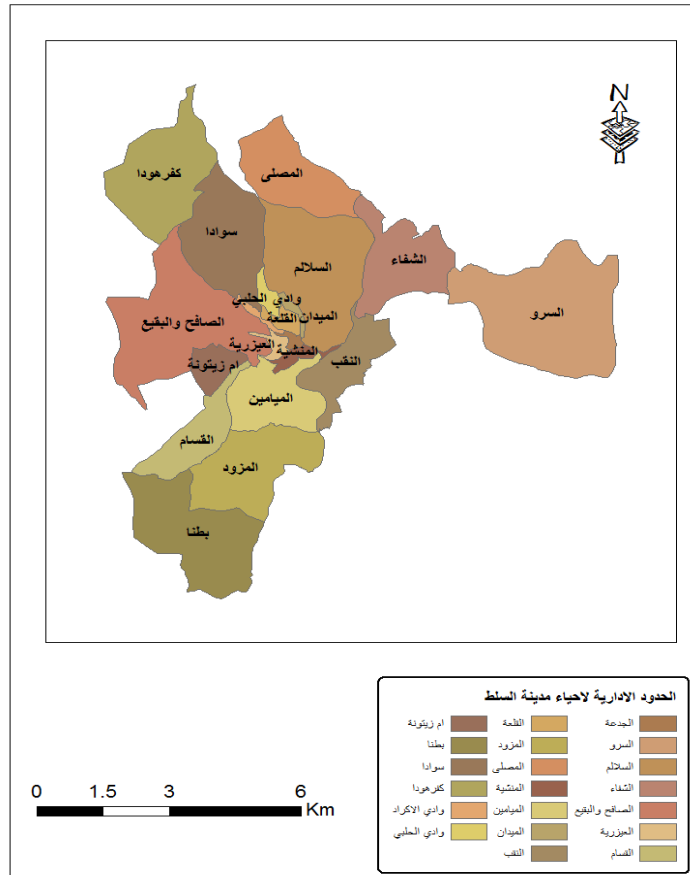 N
كفرهودا
المصلى
سوادا
السلالم
الشفاء
السرو
وادي الحلبي
الصافح والبقيع
القلعة
الميدان
العيزرية
المنشية
النقب
ام زيتونة
الميامين
القسام
المزود
بطنا
الحدود الادارية لاحياء مدينة السلط
الجدعة
القلعة
ام زيتونة
السرو
المزود
بطنا
السلالم
المصلى
سوادا
الشفاء
المنشية
كفرهودا
الصافح والبقيع
الميامين
وادي الاكراد
العيزرية
الميدان
وادي الحلبي
القسام
النقب
0 1.5 3 6
Km